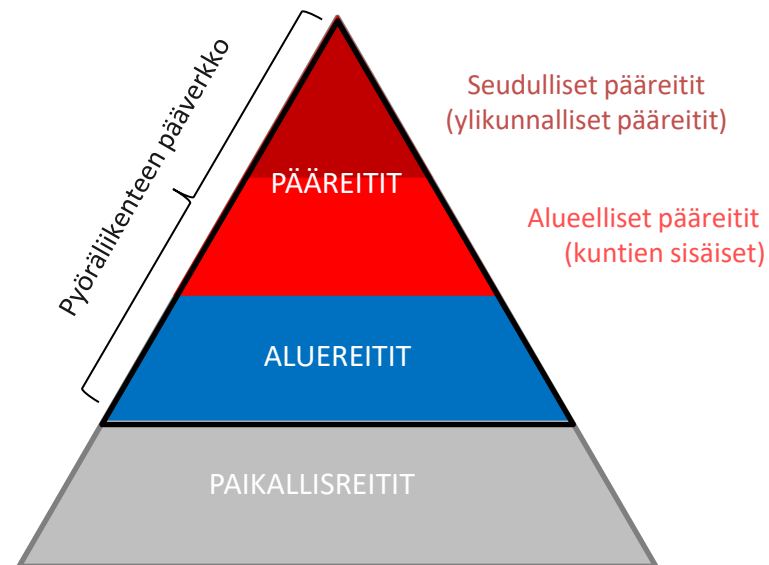 Pyöräliikenteen pääverkko
Seudulliset pääreitit
(ylikunnalliset pääreitit)
PÄÄREITIT
Alueelliset pääreitit
(kuntien sisäiset)
ALUEREITIT
PAIKALLISREITIT